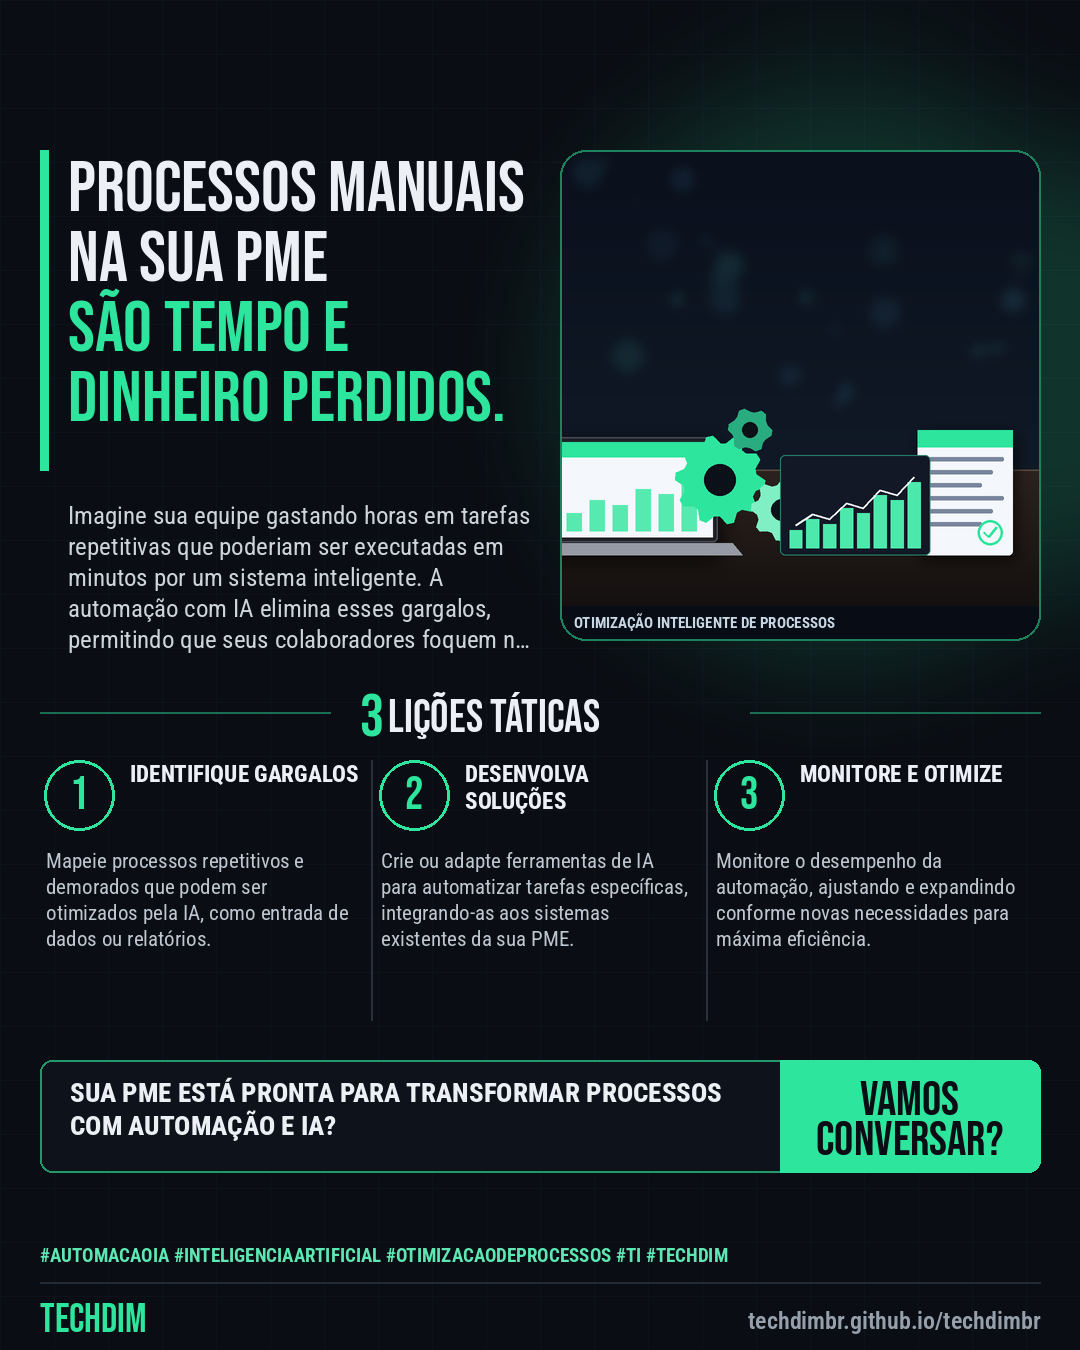 PROCESSOS MANUAIS
NA SUA PME
SÃO TEMPO E
DINHEIRO PERDIDOS.
Imagine sua equipe gastando horas em tarefas
repetitivas que poderiam ser executadas em
minutos por um sistema inteligente. A
automação com IA elimina esses gargalos,
permitindo que seus colaboradores foquem n...
OTIMIZAÇÃO INTELIGENTE DE PROCESSOS
3 LIÇÕES TÁTICAS
1 IDENTIFIQUE GARGALOS
Mapeie processos repetitivos e
demorados que podem ser
otimizados pela IA, como entrada de
dados ou relatórios.
2 DESENVOLVA
SOLUÇÕES
Crie ou adapte ferramentas de IA
para automatizar tarefas específicas,
integrando-as aos sistemas
existentes da sua PME.
3 MONITORE E OTIMIZE
Monitore o desempenho da
automação, ajustando e expandindo
conforme novas necessidades para
máxima eficiência.
SUA PME ESTÁ PRONTA PARA TRANSFORMAR PROCESSOS
COM AUTOMAÇÃO E IA?
VAMOS
CONVERSAR?
#AUTOMACAOIA #INTELIGENCIAARTIFICIAL #OTIMIZACAODEPROCESSOS #TI #TECHDIM
TECHDIM
techdimbr.github.io/techdimbr